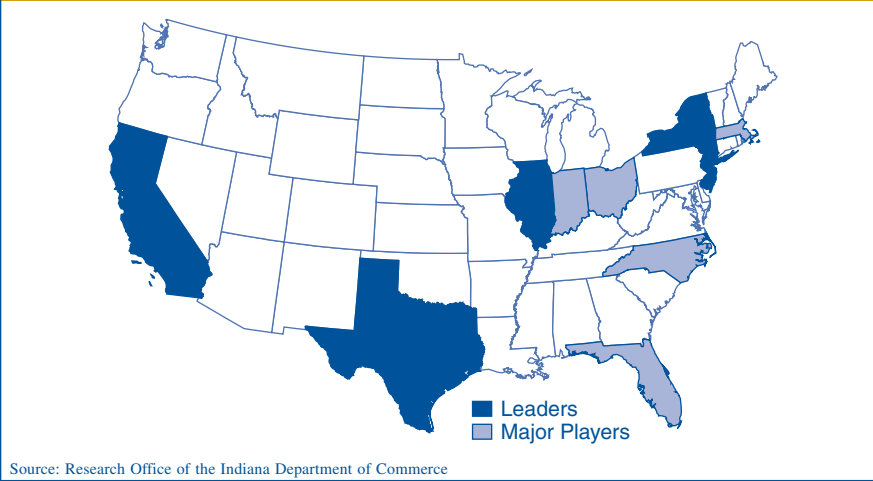 Leaders
Major Players
Source: Research Office of the Indiana Department of Commerce